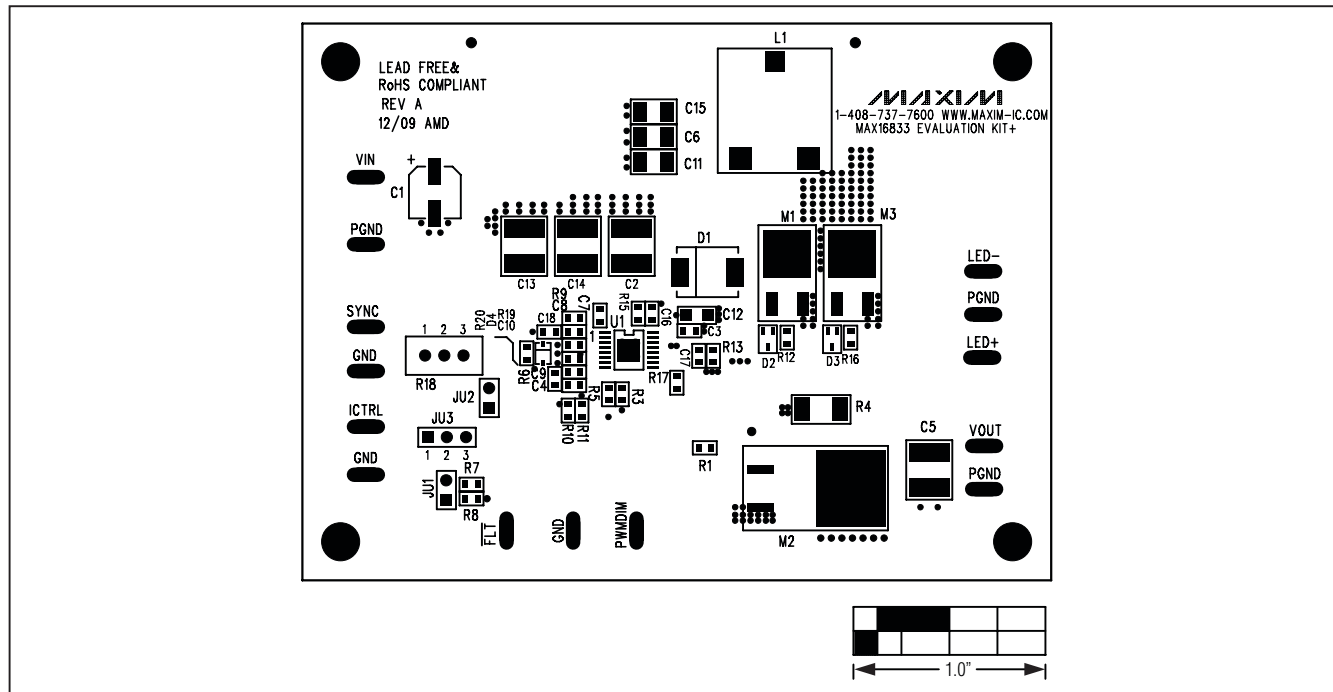 LEAD FREE&
RoHS COMPLIANT
REV A
12/09 AMD
L1
MAXIM
1-408-737-7600 WWW.MAXIM-IC.COM
MAX16833 EVALUATION KIT+
C15
C6
C11
VIN
+
C1
PGND
C13
C14
C2
D1
M1
M3
LED-
PGND
LED+
SYNC
GND
1 2 3
R18
R20
D4
R19
C10
R9
C8
C7
C18
1
U1
R15
C16
C12
C3
C17
R13
D2
R12
D3
R16
R6
C9
C4
R5
R3
R17
R10
R11
JU2
ICTRL
JU3
1 2 3
GND
JU1
R7
R8
R4
R1
C5
VOUT
PGND
M2
FLT
GND
PWMDIM
1.0"